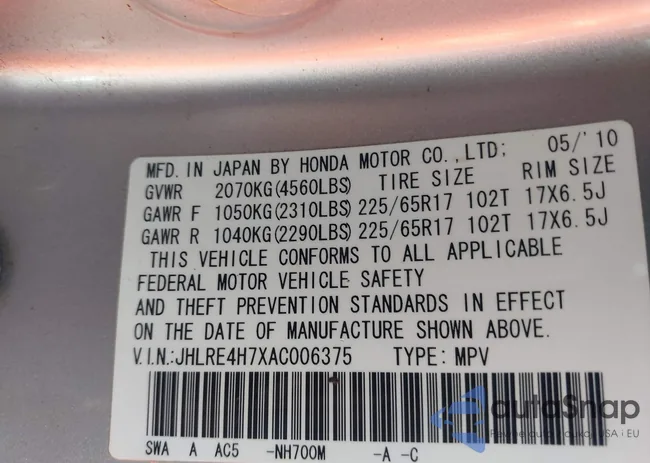 MFD. IN JAPAN BY HONDA MOTOR CO.,LTD: 05/'10
GVWR 2070KG(4560LBS) TIRE SIZE RIM SIZE
GAWR F 1050KG(2310LBS) 225/65R17 102T 17X6.5J
GAWR R 1040KG(2290LBS) 225/65R17 102T 17X6.5J
THIS VEHICLE CONFORMS TO ALL APPLICABLE
FEDERAL MOTOR VEHICLE SAFETY
AND THEFT PREVENTION STANDARDS IN EFFECT
ON THE DATE OF MANUFACTURE SHOWN ABOVE.
V.I.N.:JHLRE4H7XAC006375 TYPE: MPV
autoSnap
SWA A AC5 -NH700M -A -C